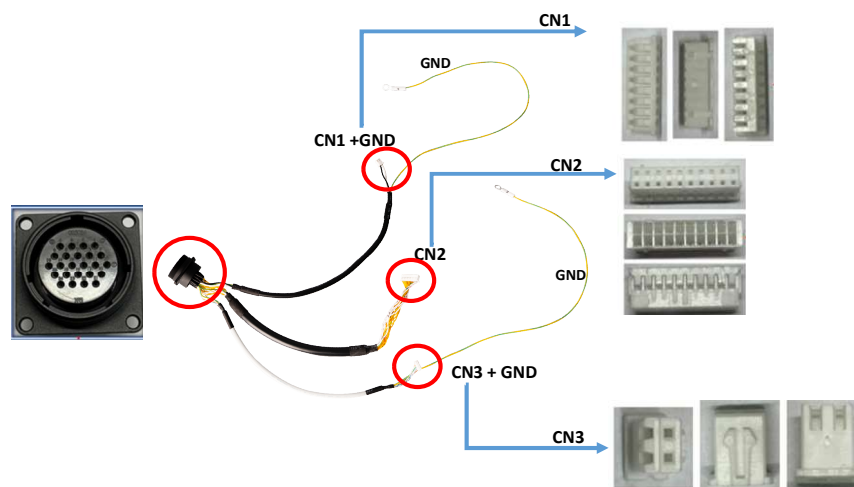 CN1
GND
CN1 +GND
CN2
CN2
GND
CN3 + GND
CN3